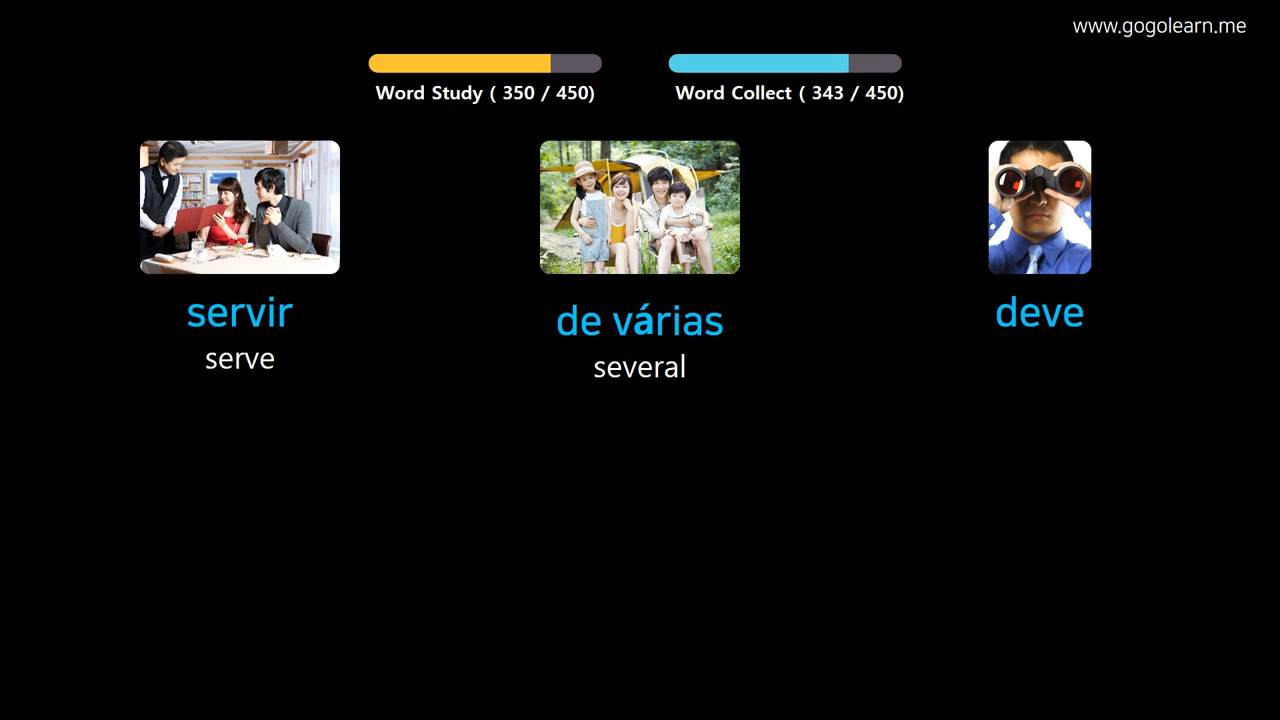 www.gogolearn.me
Word Study ( 350 / 450)
Word Collect ( 343 / 450)
servir
serve
de várias
several
deve